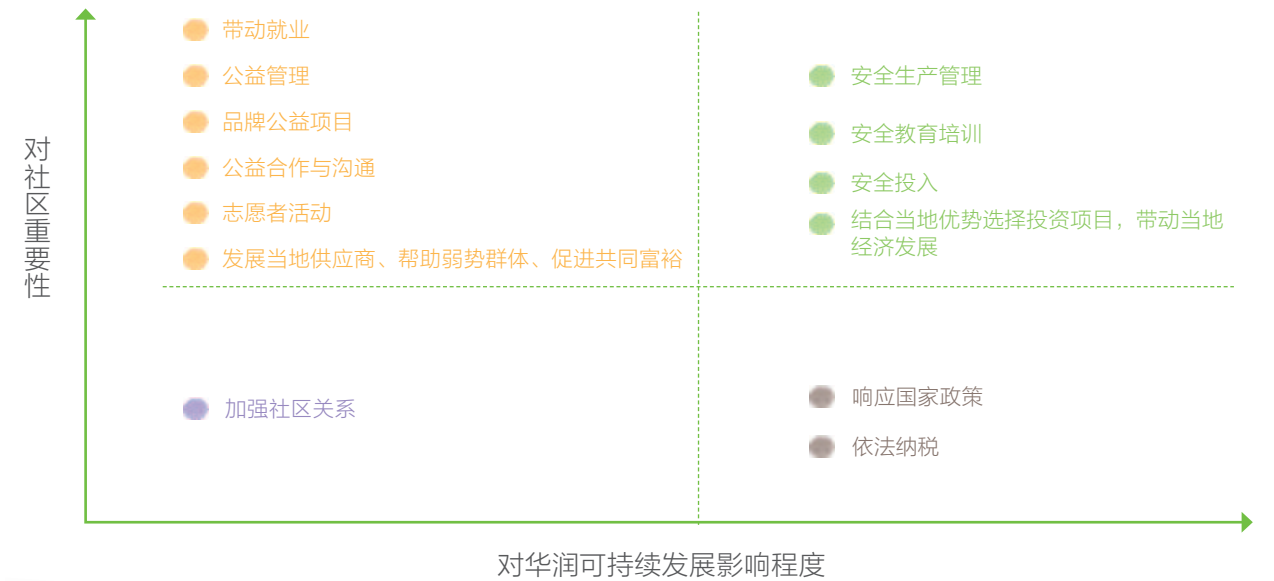 带动就业
公益管理
品牌公益项目
公益合作与沟通
志愿者活动
发展当地供应商、帮助弱势群体、促进共同富裕
安全生产管理
安全教育培训
安全投入
结合当地优势选择投资项目，带动当地
经济发展
对社区重要性
加强社区关系
响应国家政策
依法纳税
对华润可持续发展影响程度